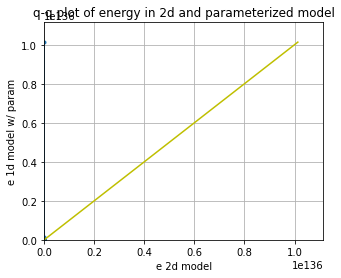 q-q plot of energy in 2d and parameterized model
1e136
1.0
0.8
0.6
0.4
0.2
0.0
e 1d model w/ param
0.0 0.2 0.4 0.6 0.8 1.0
1e136
e 2d model